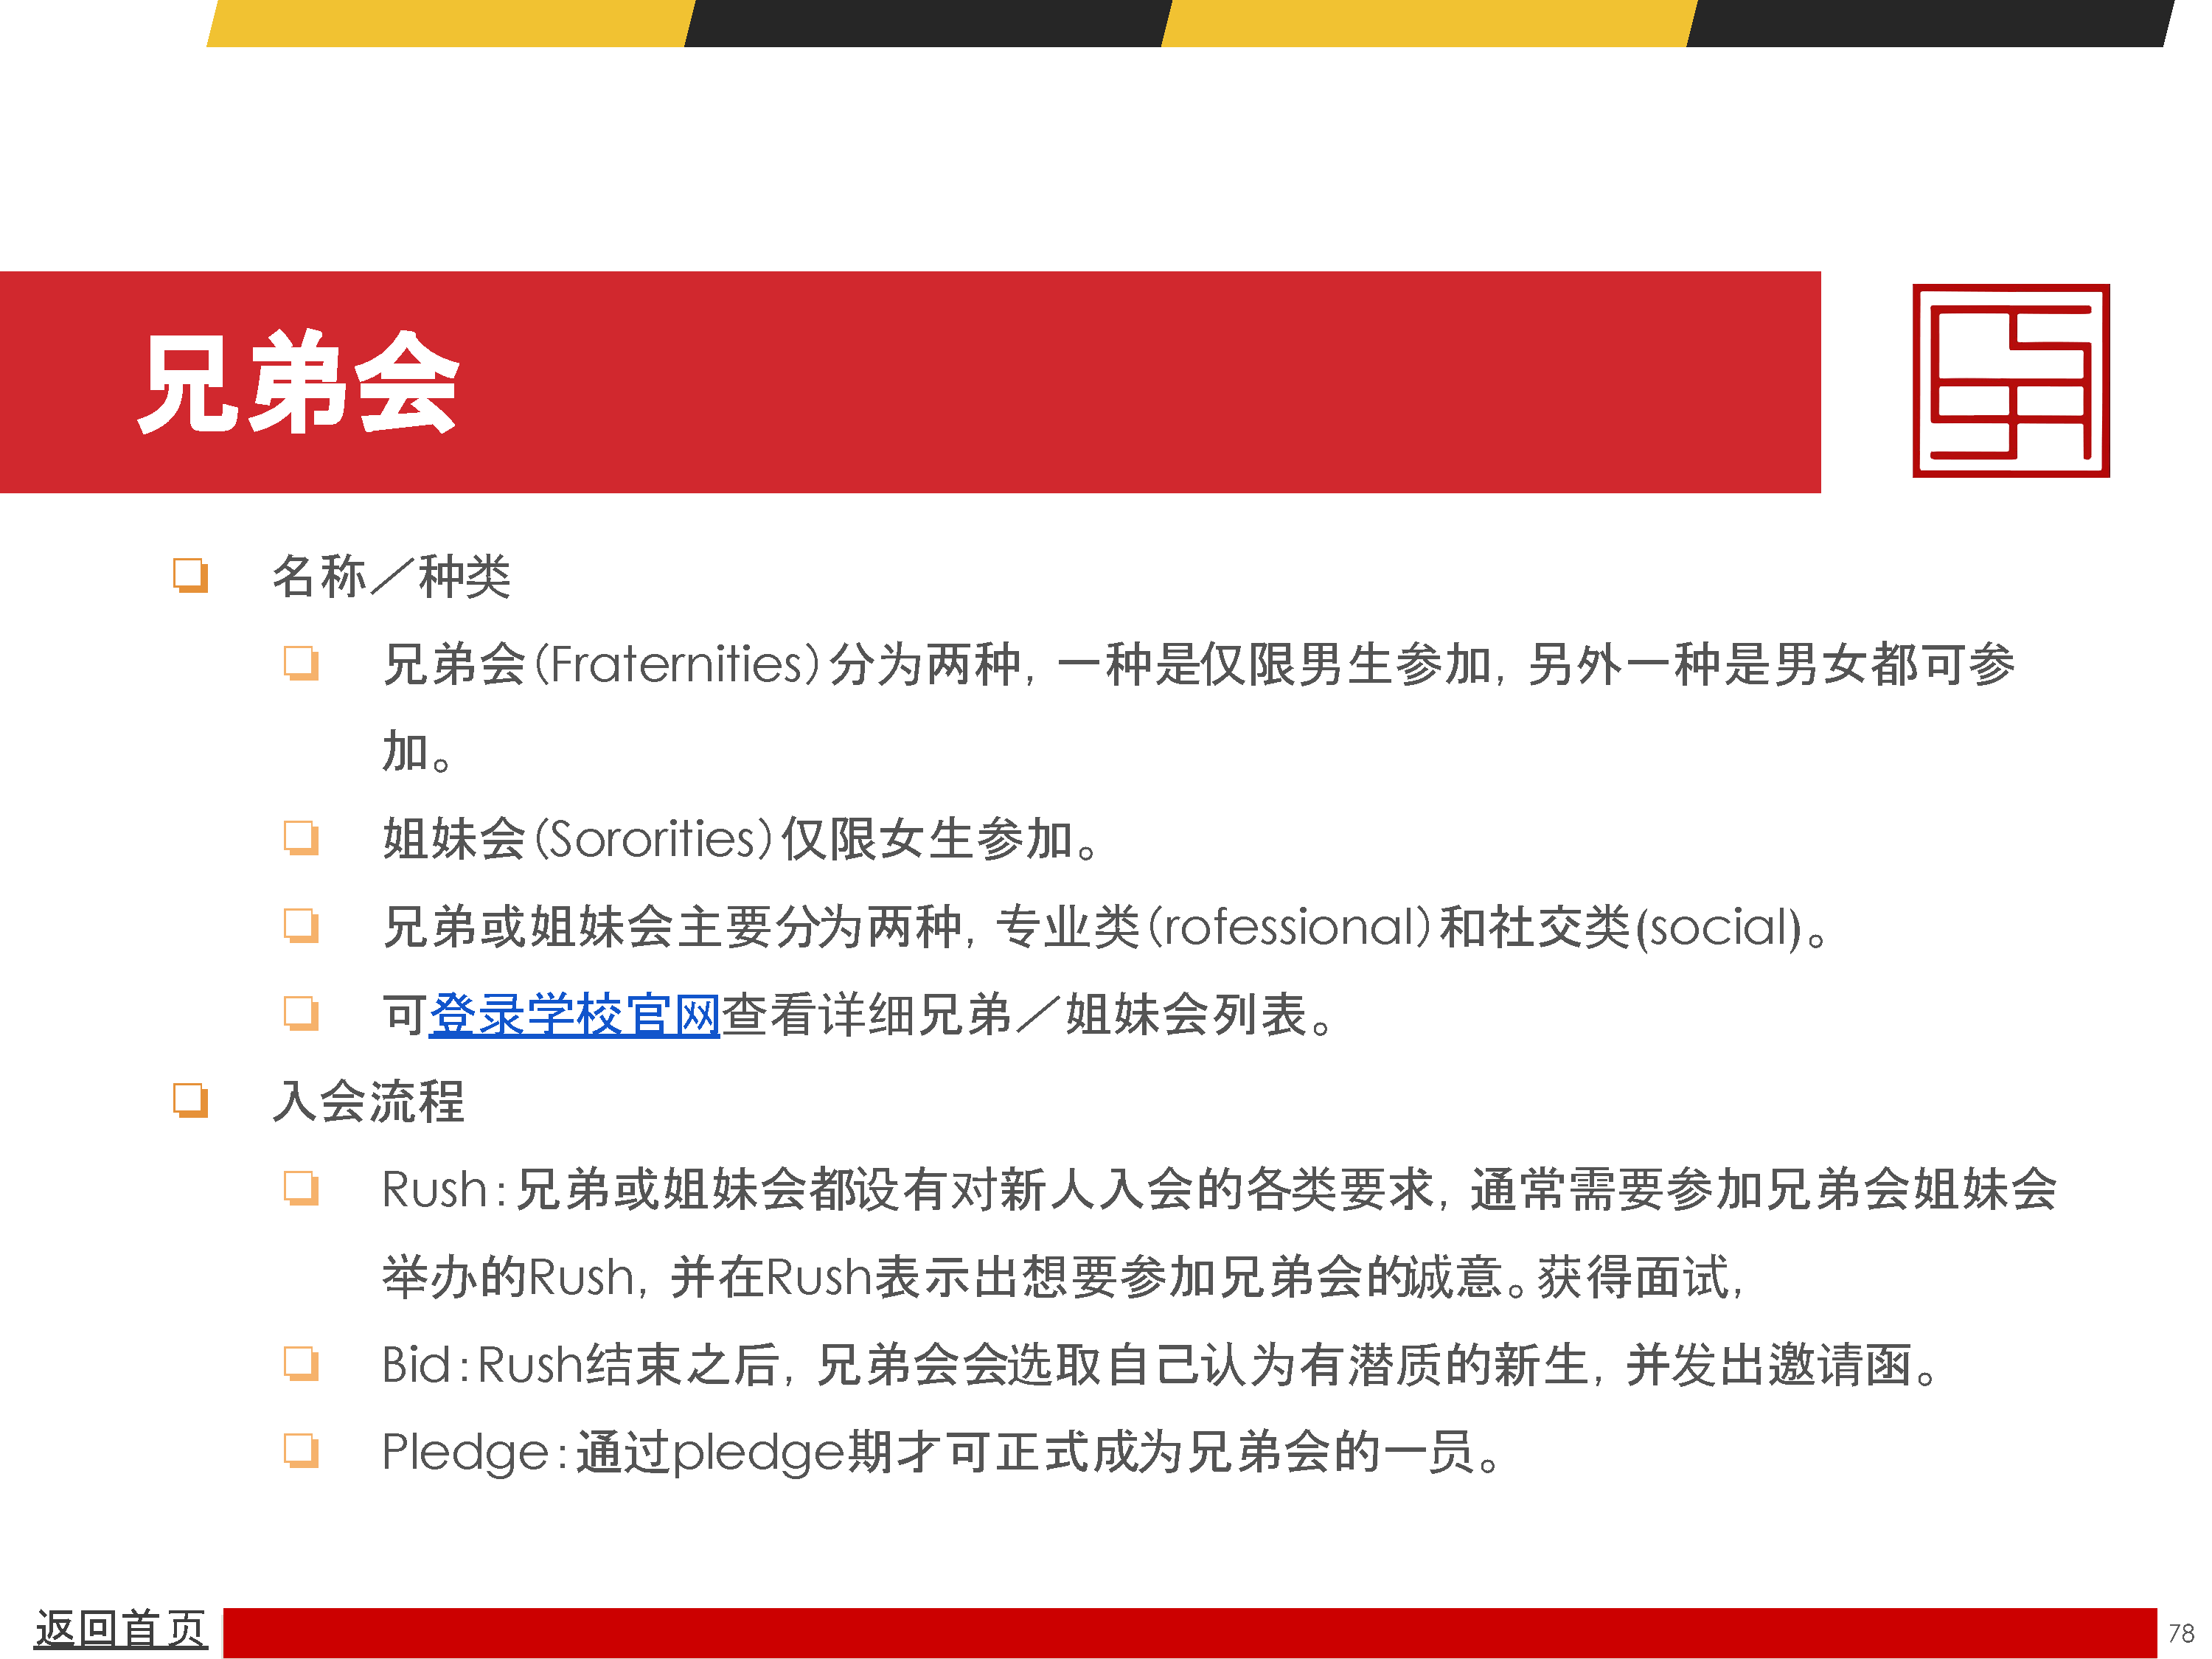 兄弟会
名称／种类
兄弟会（Fraternities）分为两种，一种是仅限男生参加，另外一种是男女都可参
加。
姐妹会（Sororities）仅限女生参加。
兄弟或姐妹会主要分为两种，专业类（rofessional）和社交类(social)。
可登录学校官网查看详细兄弟／姐妹会列表。
入会流程
Rush：兄弟或姐妹会都设有对新人入会的各类要求，通常需要参加兄弟会姐妹会
举办的Rush，并在Rush表示出想要参加兄弟会的诚意。获得面试，
Bid：Rush结束之后，兄弟会会选取自己认为有潜质的新生，并发出邀请函。
Pledge：通过pledge期才可正式成为兄弟会的一员。
返回首页
78